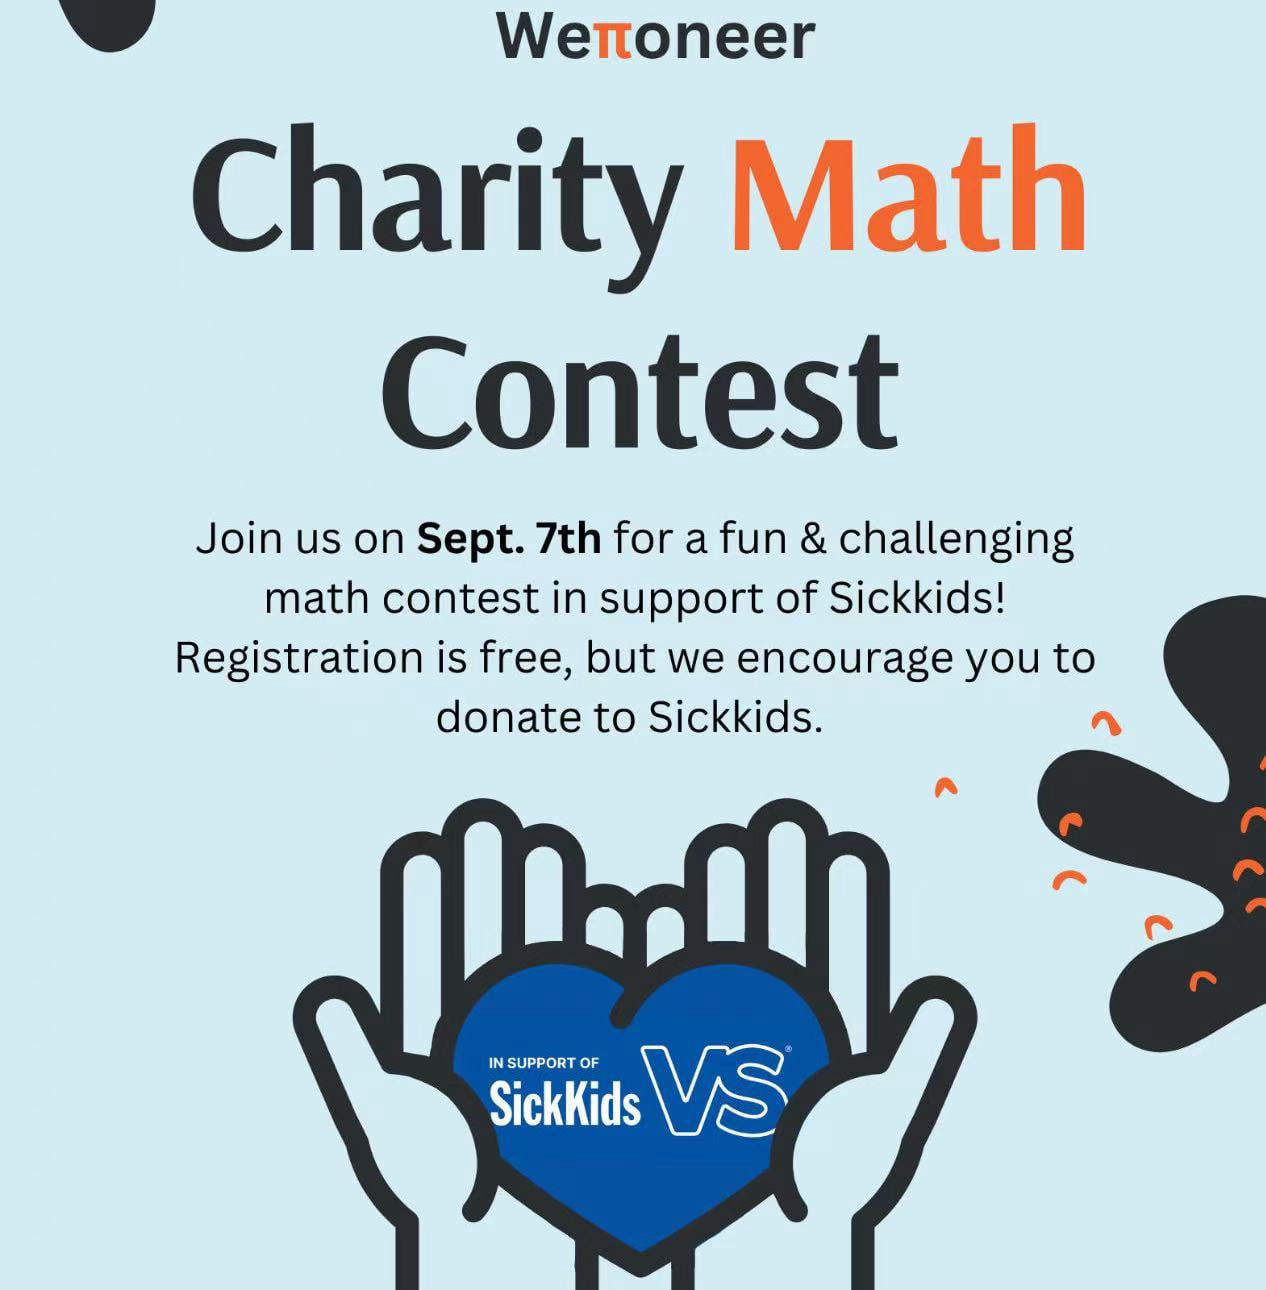 Weπoneer
Charity Math
Contest
Join us on Sept. 7th for a fun & challenging
math contest in support of Sickkids!
Registration is free, but we encourage you to
donate to Sickkids.
IN SUPPORT OF
SickKids VS®